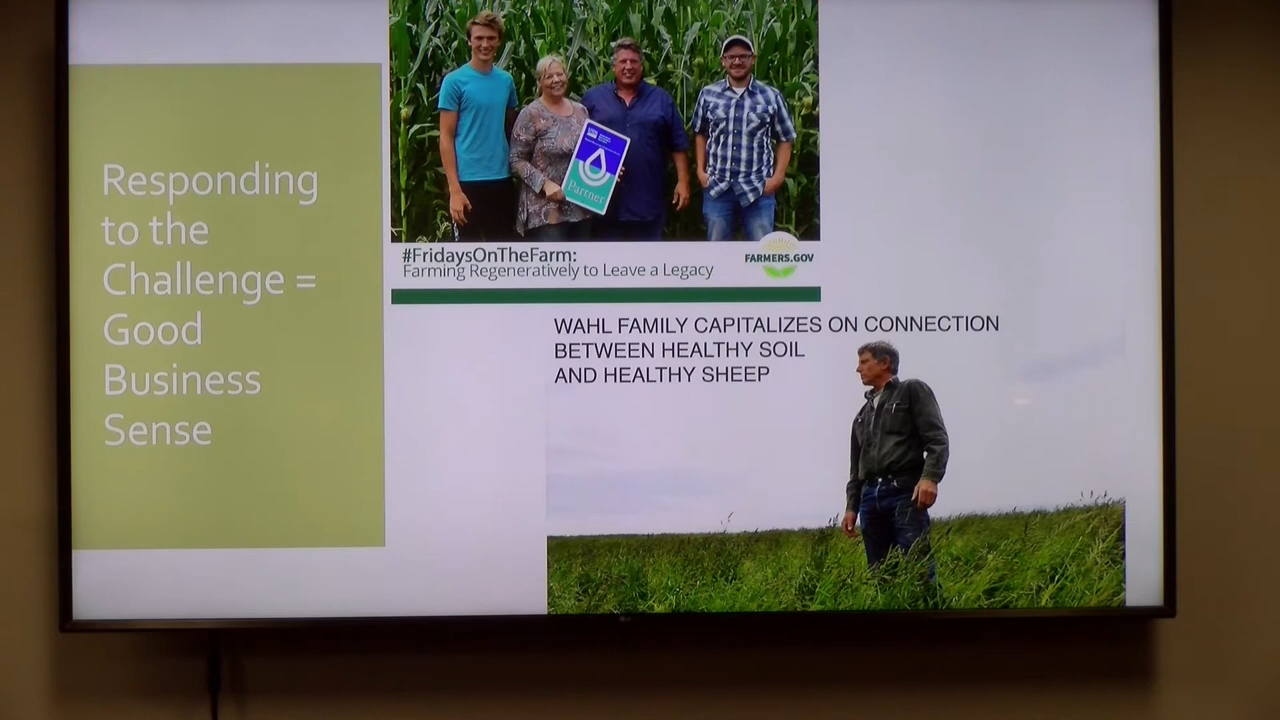 Responding
to the
Challenge =
Good
Business
Sense
Partner
#FridaysOnTheFarm:
Farming Regeneratively to Leave a Legacy
FARMERS.GOV
WAHL FAMILY CAPITALIZES ON CONNECTION
BETWEEN HEALTHY SOIL
AND HEALTHY SHEEP